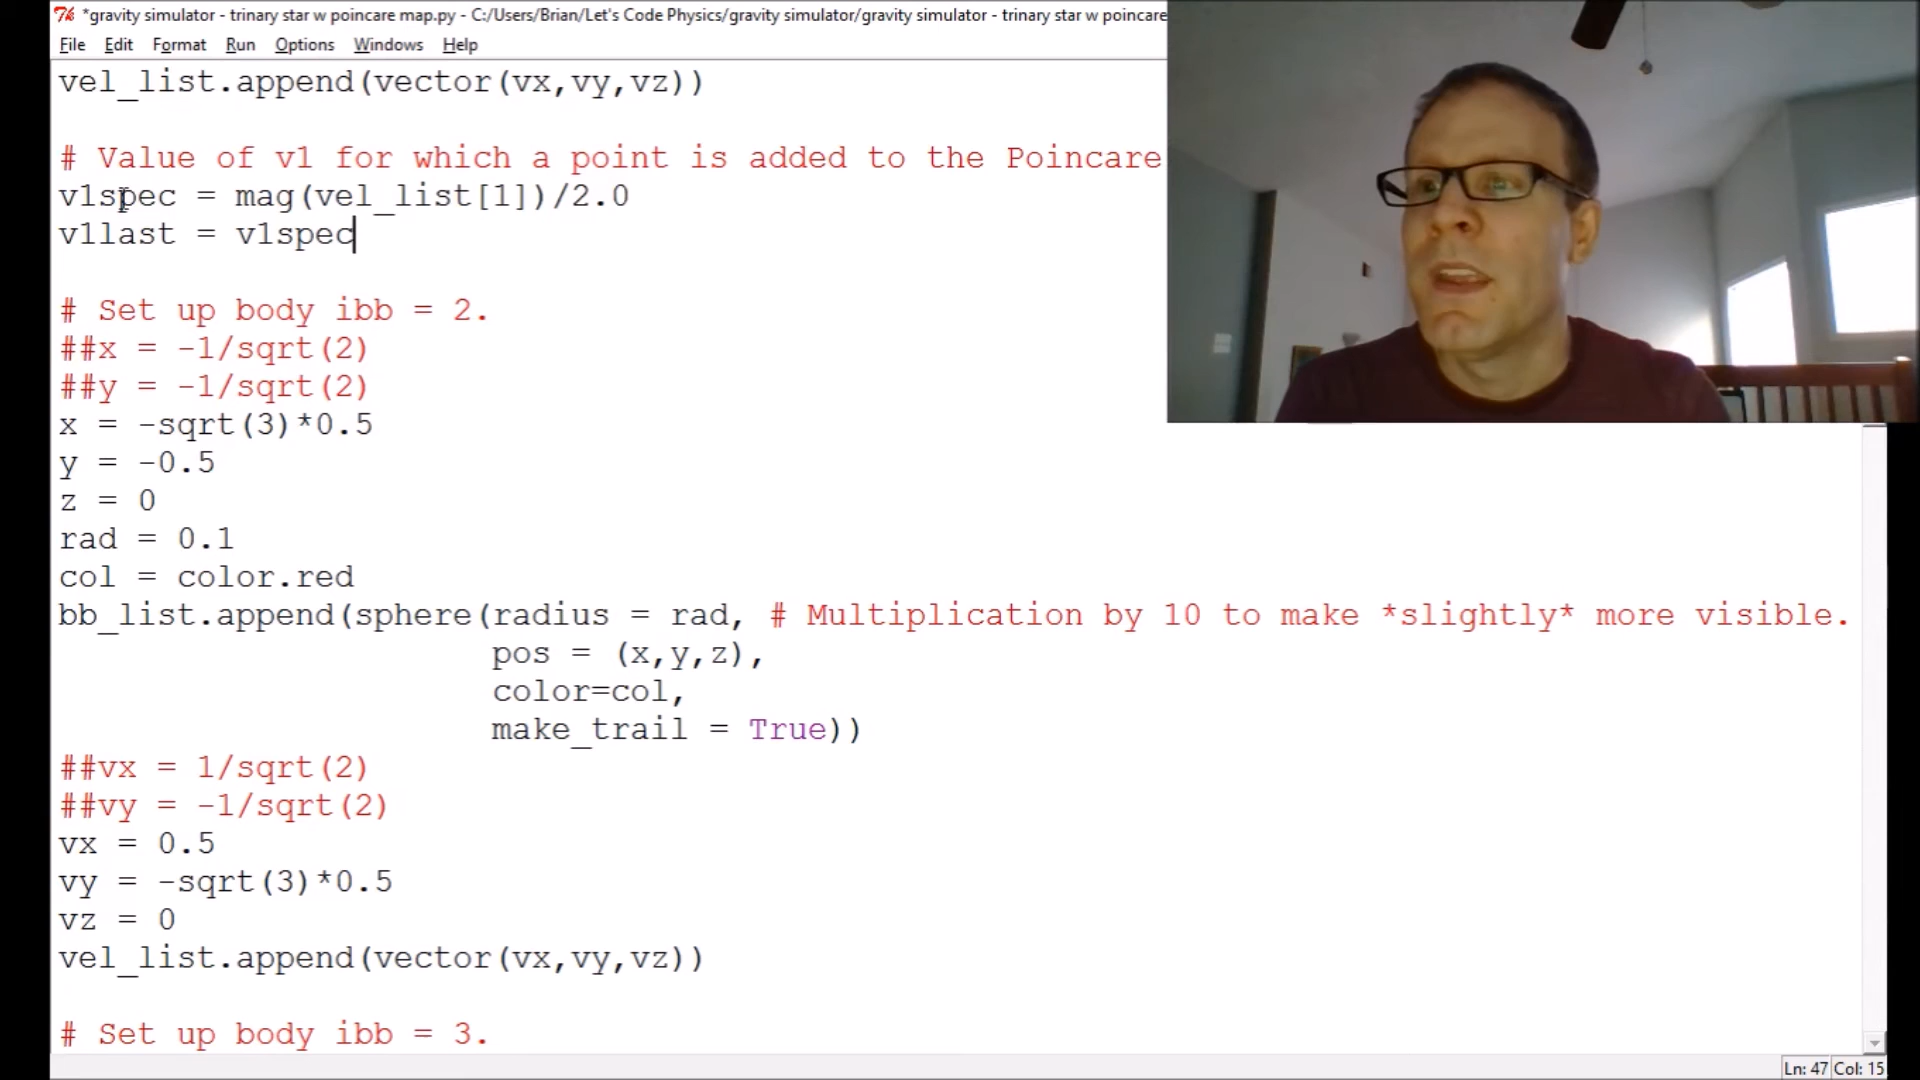 *gravity simulator - trinary star w poincare map.py - C:/Users/Brian/Let's Code Physics/gravity simulator/gravity simulator - trinary star w poincare
File Edit Format Run Options Windows Help
vel_list.append(vector(vx,vy,vz))
# Value of v1 for which a point is added to the Poincare
v1spec = mag(vel_list[1])/2.0
v1last = v1spec
# Set up body ibb = 2.
##x = -1/sqrt(2)
##y = -1/sqrt(2)
x = -sqrt(3)*0.5
y = -0.5
z = 0
rad = 0.1
col = color.red
bb_list.append(sphere(radius = rad, # Multiplication by 10 to make *slightly* more visible.
pos = (x,y,z),
color=col,
make_trail = True))
##vx = 1/sqrt(2)
##vy = -1/sqrt(2)
vx = 0.5
vy = -sqrt(3)*0.5
vz = 0
vel_list.append(vector(vx,vy,vz))
# Set up body ibb = 3.
Ln: 47 Col: 15